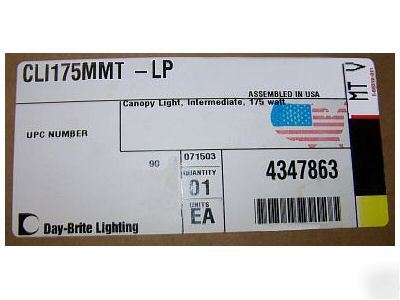 CLI175MMT -LP
ASSEMBLED IN USA
Canopy Light, Intermediate, 175 watt
MT V
UPC NUMBER
90
071503
QUANTITY
01
UNITS
EA
4347863
Day-Brite Lighting